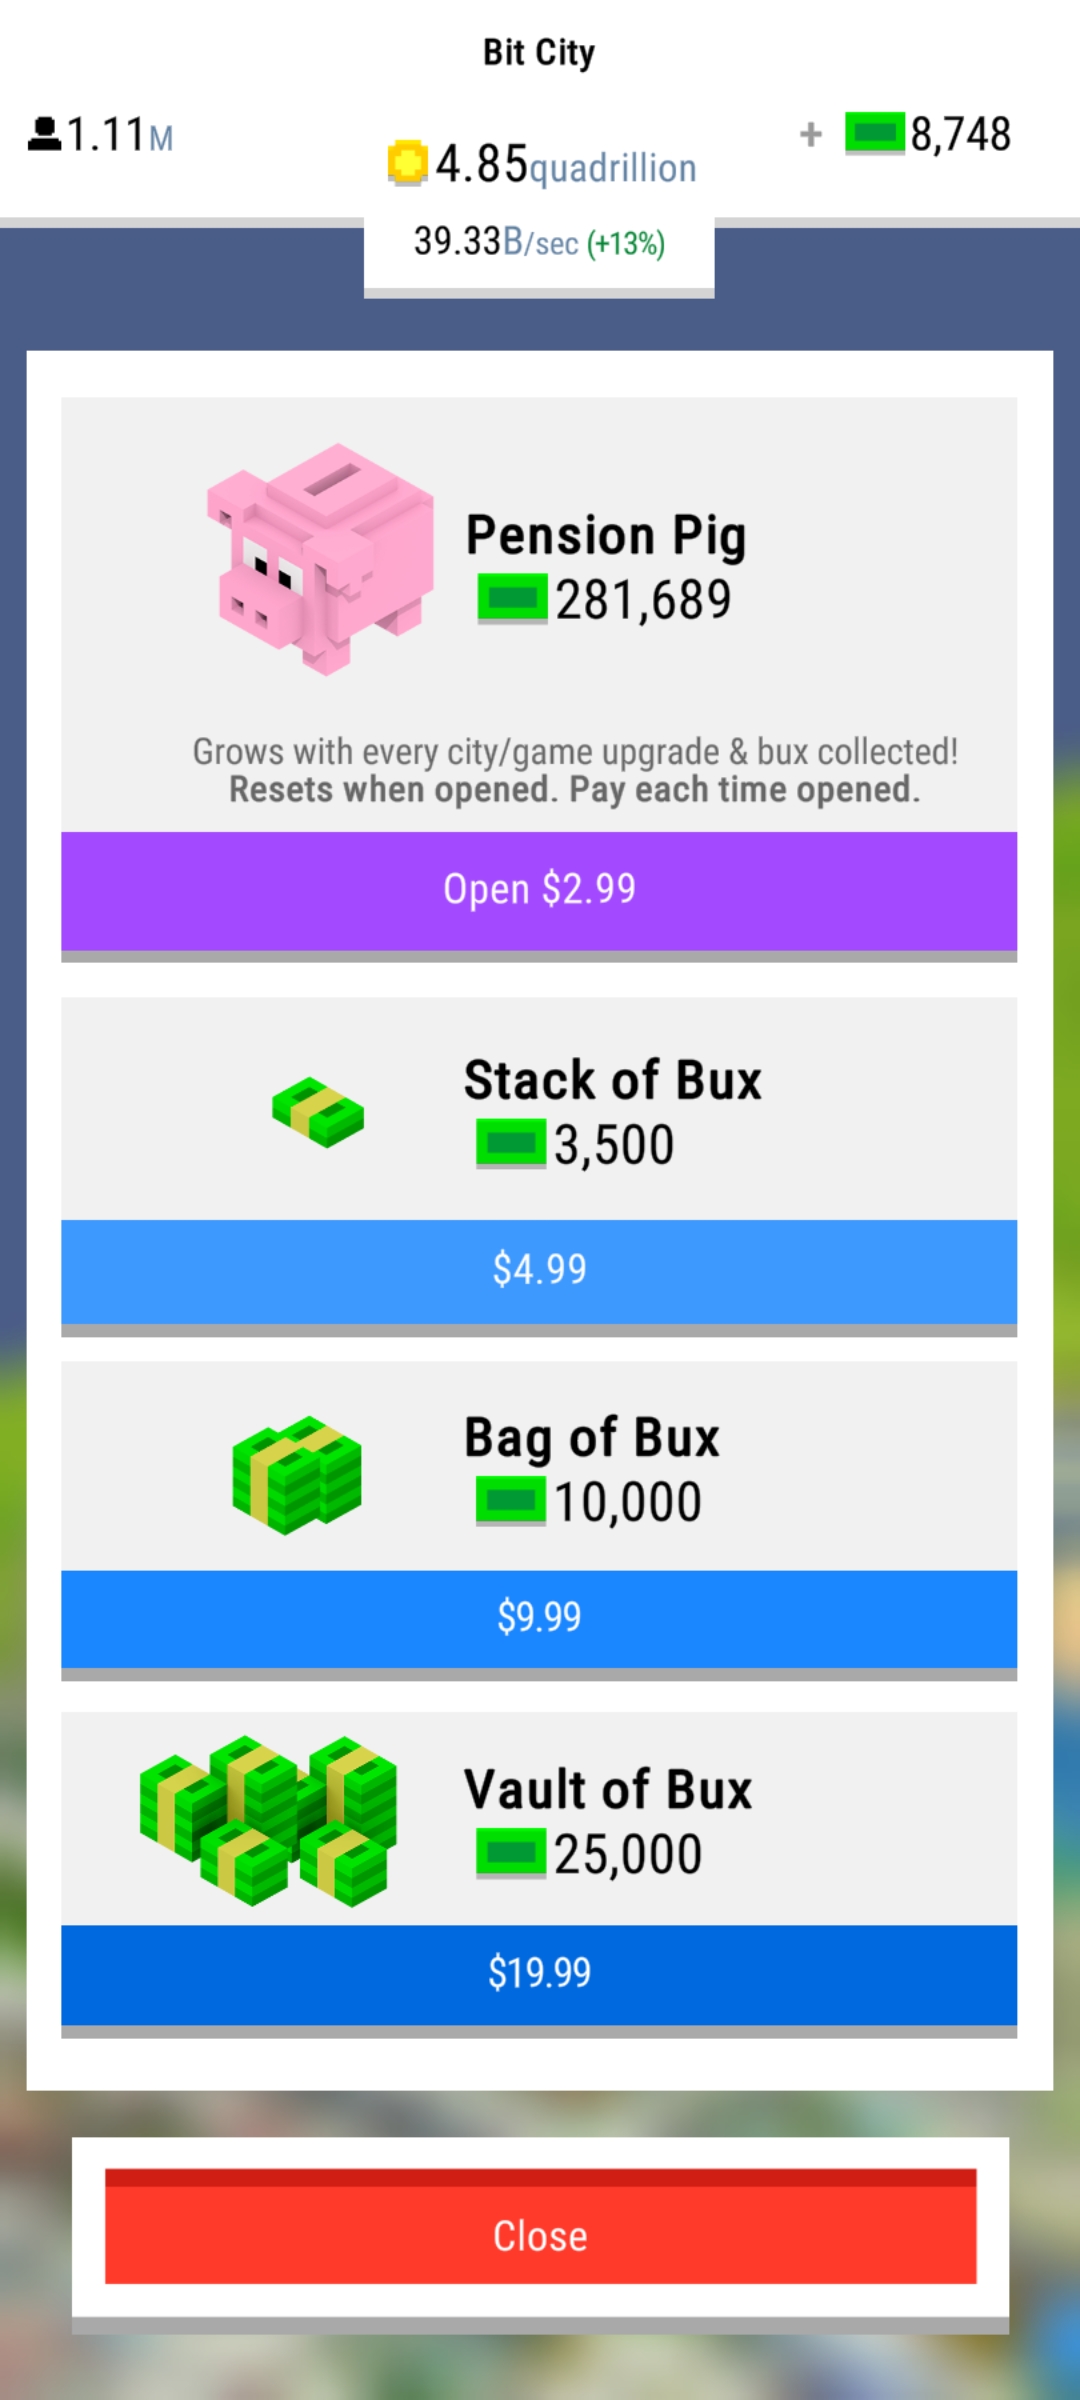 Bit City
1.11M
4.85quadrillion
+ 8,748
39.33B/sec (+13%)
Pension Pig
281,689
Grows with every city/game upgrade & bux collected!
Resets when opened. Pay each time opened.
Open $2.99
Stack of Bux
3,500
$4.99
Bag of Bux
10,000
$9.99
Vault of Bux
25,000
$19.99
Close